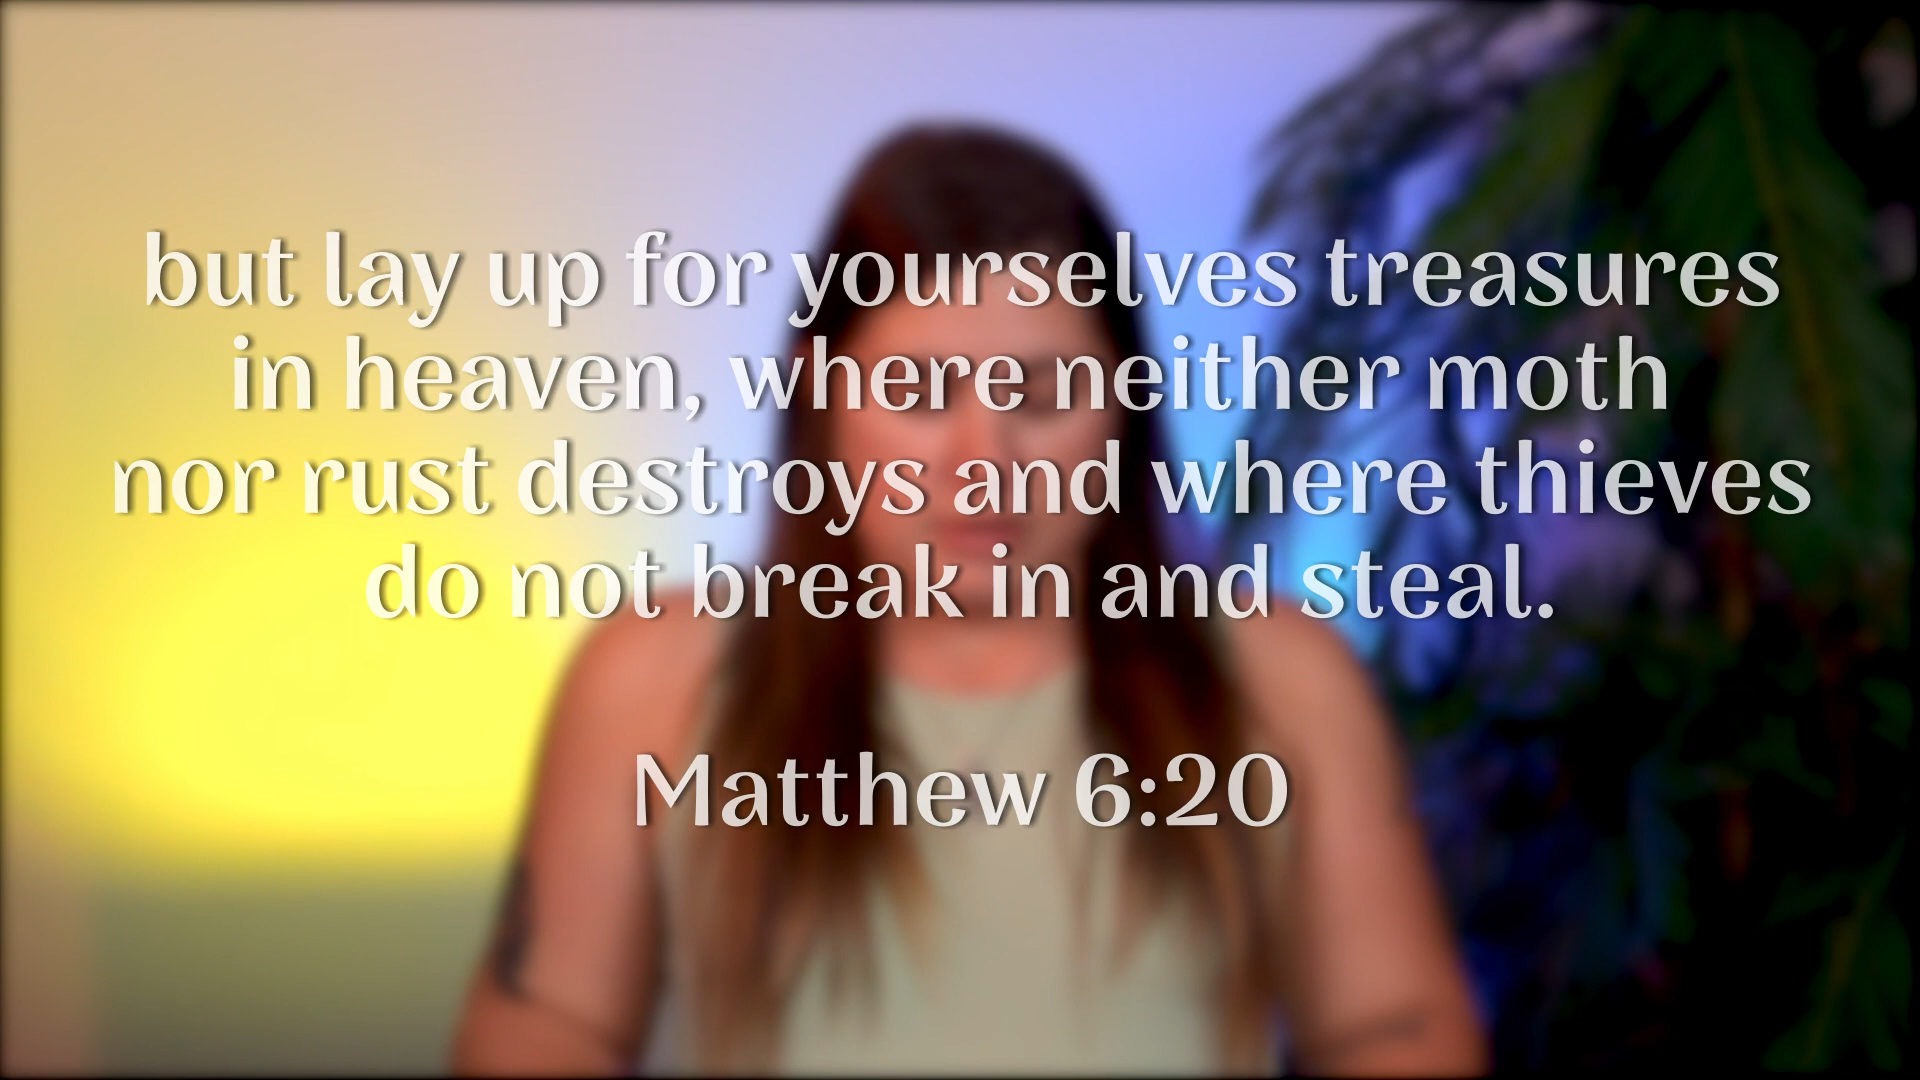 but lay up for yourselves treasures
in heaven, where neither moth
nor rust destroys and where thieves
do not break in and steal.
Matthew 6:20